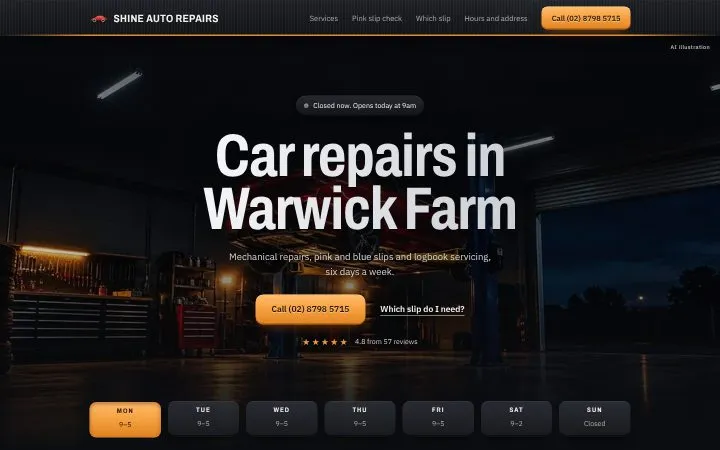 SHINE AUTO REPAIRS
Services Pink slip check Which slip Hours and address Call (02) 8798 5715
AI illustration
Closed now. Opens today at 9am
Car repairs in
Warwick Farm
Mechanical repairs, pink and blue slips and logbook servicing,
six days a week.
Call (02) 8798 5715 Which slip do I need?
★★★★★ 4.8 from 57 reviews
MON TUE WED THU FRI SAT SUN
9–5 9–5 9–5 9–5 9–5 9–2 Closed